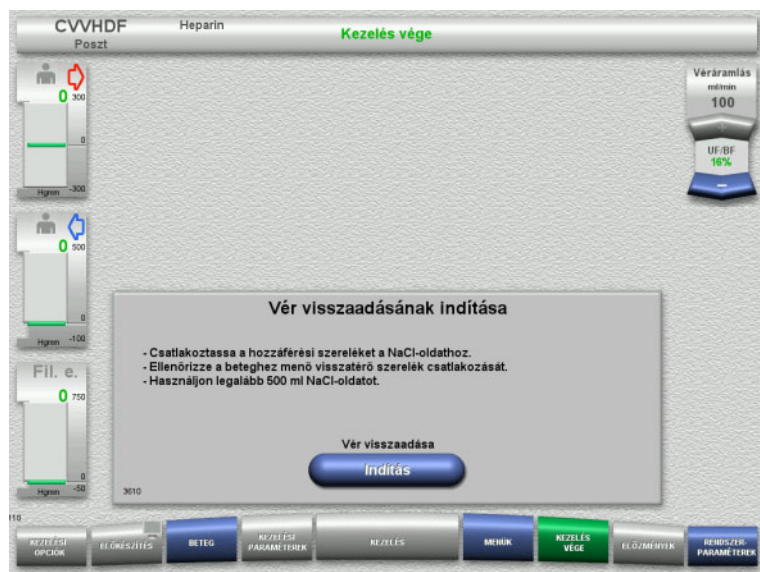 CVVHDF
Poszt
Heparin
Kezelés vége
0
300
0
-300
Hgmm
0
500
0
-100
Hgmm
Fil. e.
0
750
0
-50
Hgmm
Véráramlás
ml/min
100
+
UF/BF
16%
-
Vér visszaadásának indítása
- Csatlakoztassa a hozzáférési szereléket a NaCl-oldathoz.
- Ellenőrizze a beteghez menő visszatérő szerelék csatlakozását.
- Használjon legalább 500 ml NaCl-oldatot.
Vér visszaadása
Indítás
3610
KEZELÉSI OPCIÓK
ELŐKÉSZÍTÉS
BETEG
KEZELÉSI PARAMÉTEREK
KEZELÉS
MENÜK
KEZELÉS VÉGE
ELŐZMÉNYEK
RENDSZER-PARAMÉTEREK